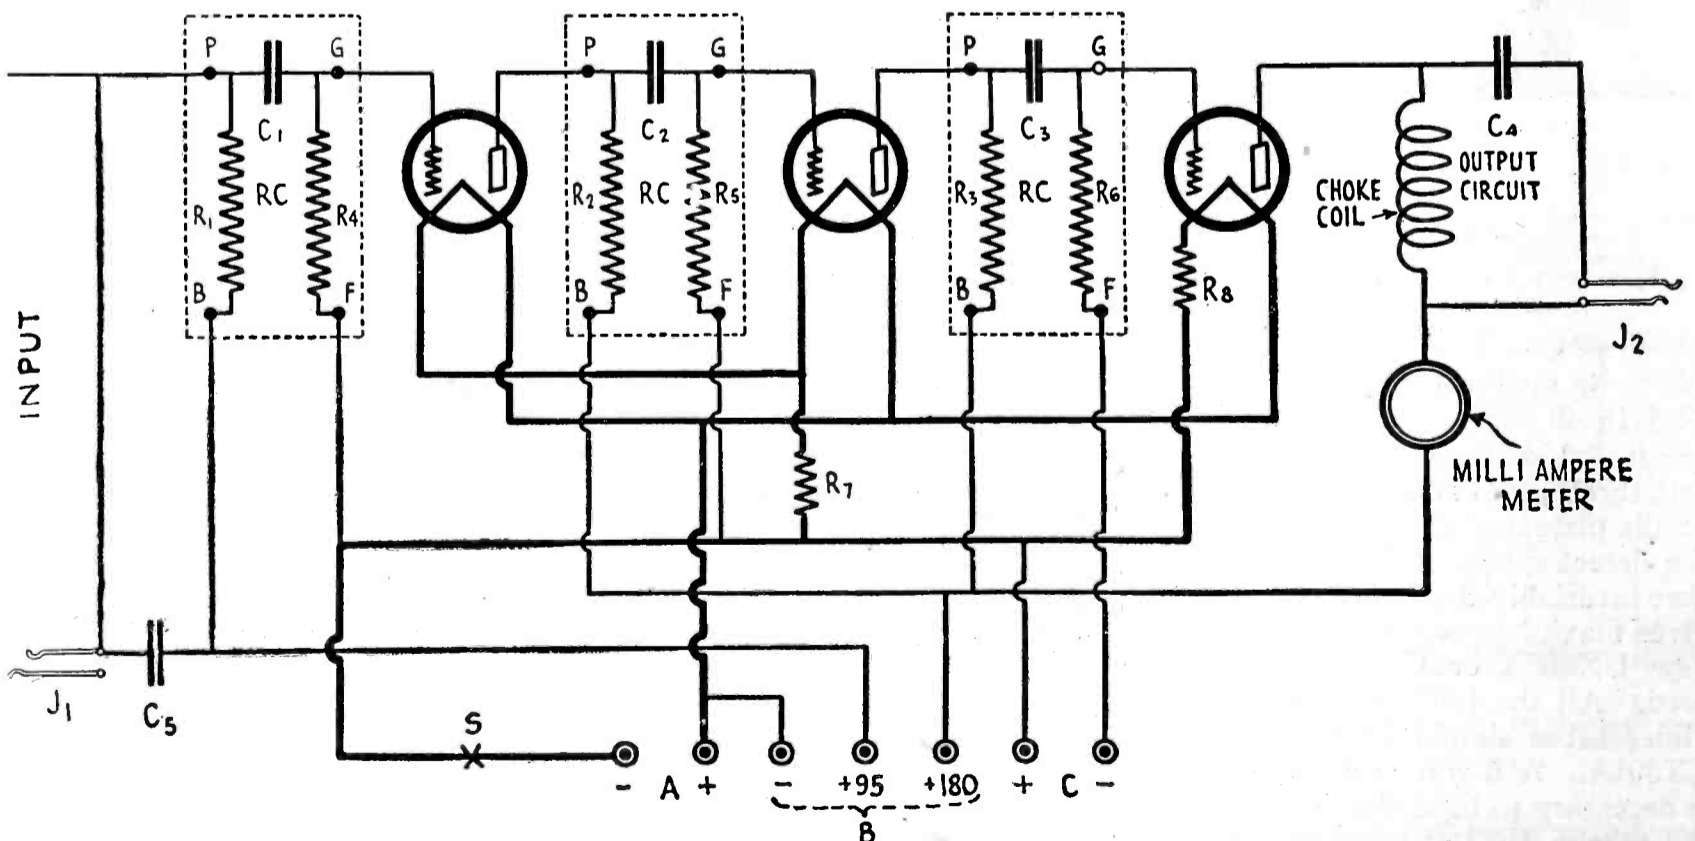 P G
C1
R1 RC R4
B F
P G
C2
R2 RC R5
B F
P G
C3
R3 RC R6
B F
C4
OUTPUT
CIRCUIT
CHOKE
COIL
R8
J2
INPUT
R7
MILLI AMPERE
METER
J1
C5
S
- A + - +95 +180 + C -
B